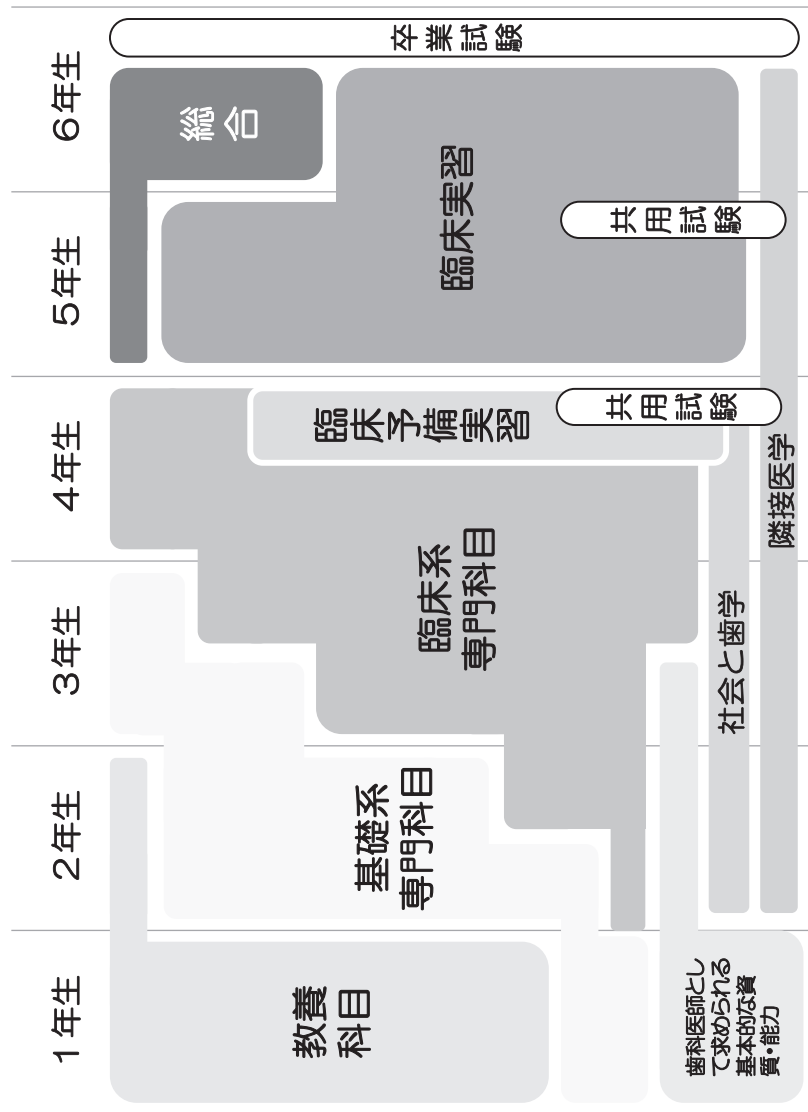 1年生
2年生
3年生
4年生
5年生
6年生
教養
科目
基礎系
専門科目
臨床系
専門科目
臨床予備実習
臨床実習
総合
共用試験
共用試験
卒業試験
歯科医師とし
て求められる
基本的な資
質・能力
社会と歯学
隣接医学